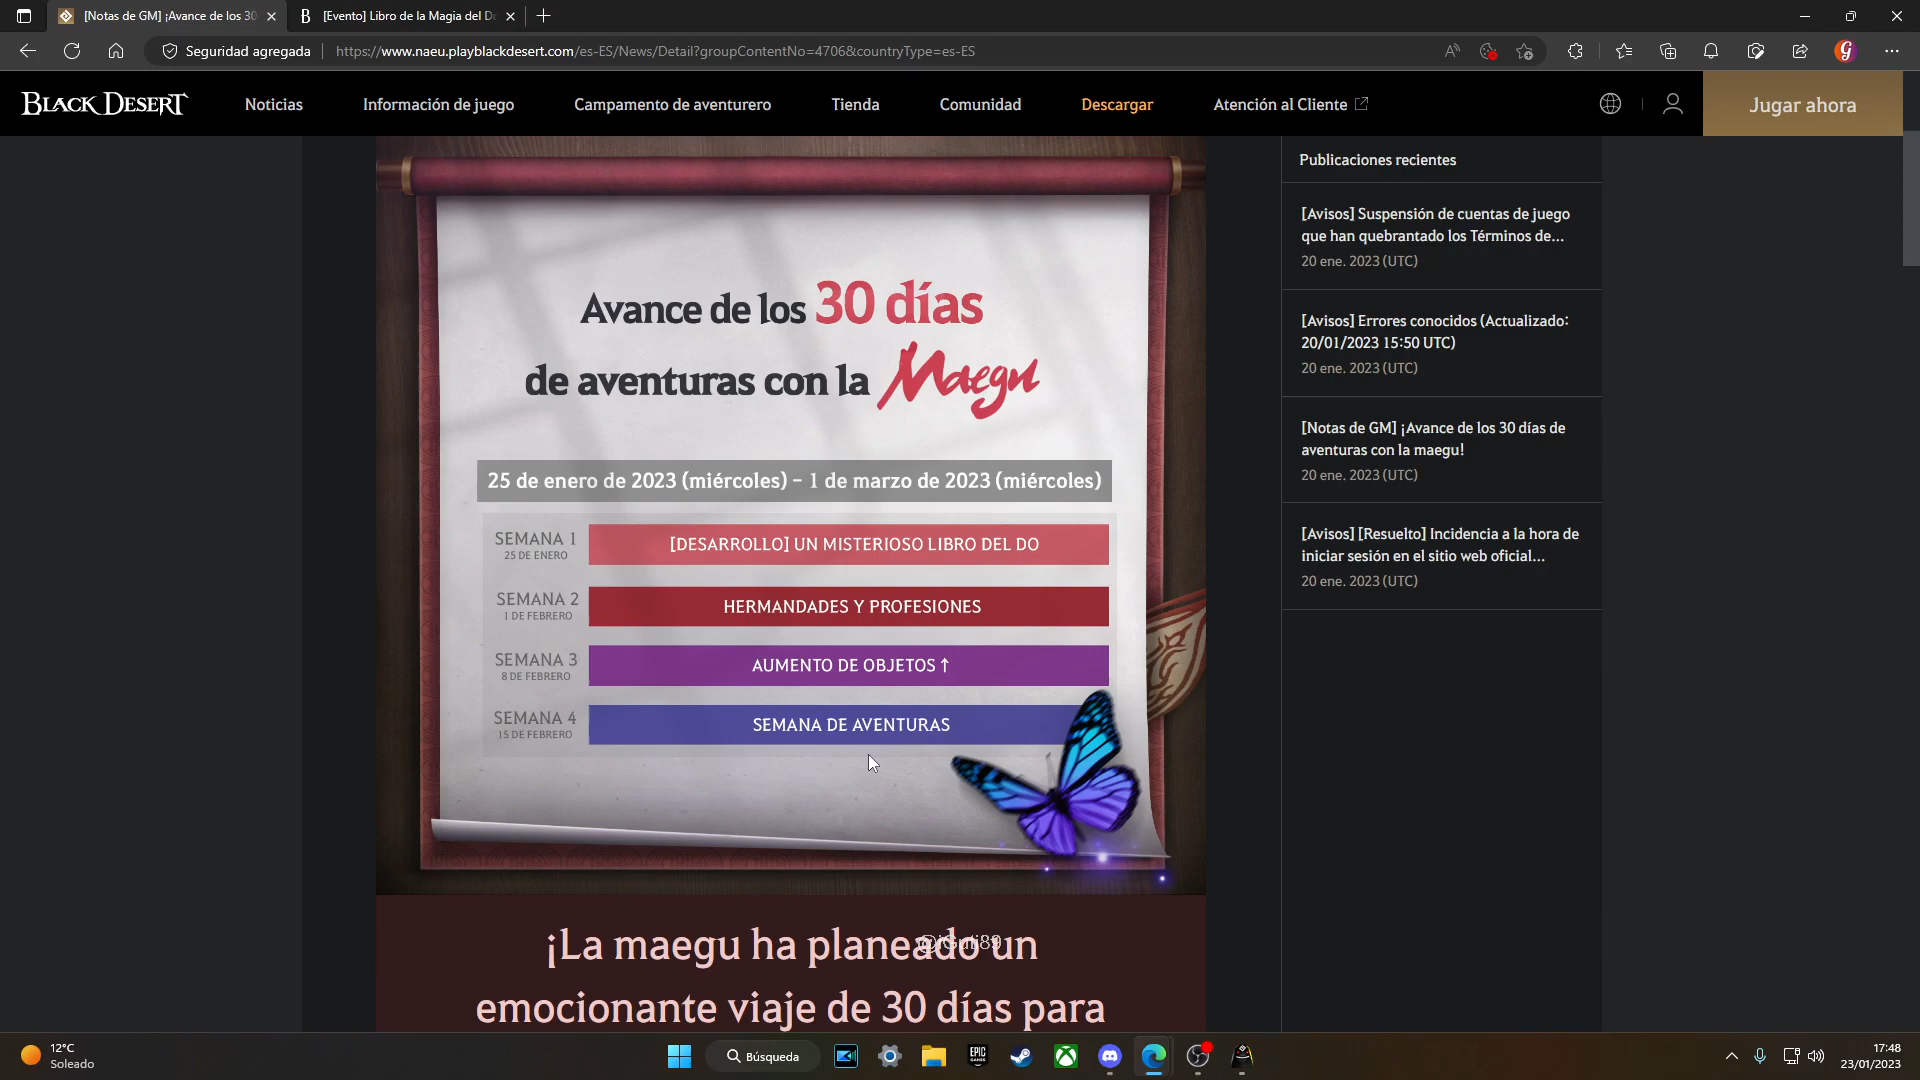 [Notas de GM] ¡Avance de los 30
[Evento] Libro de la Magia del Do
Seguridad agregada
https://www.naeu.playblackdesert.com/es-ES/News/Detail?groupContentNo=4706&countryType=es-ES
BLACK DESERT
Noticias
Información de juego
Campamento de aventurero
Tienda
Comunidad
Descargar
Atención al Cliente
Jugar ahora
Avance de los 30 días
de aventuras con la Maegu
25 de enero de 2023 (miércoles) – 1 de marzo de 2023 (miércoles)
SEMANA 1
25 DE ENERO
[DESARROLLO] UN MISTERIOSO LIBRO DEL DO
SEMANA 2
1 DE FEBRERO
HERMANDADES Y PROFESIONES
SEMANA 3
8 DE FEBRERO
AUMENTO DE OBJETOS ↑
SEMANA 4
15 DE FEBRERO
SEMANA DE AVENTURAS
¡La maegu ha planeado un
@iGuti89
emocionante viaje de 30 días para
Publicaciones recientes
[Avisos] Suspensión de cuentas de juego
que han quebrantado los Términos de...
20 ene. 2023 (UTC)
[Avisos] Errores conocidos (Actualizado:
20/01/2023 15:50 UTC)
20 ene. 2023 (UTC)
[Notas de GM] ¡Avance de los 30 días de
aventuras con la maegu!
20 ene. 2023 (UTC)
[Avisos] [Resuelto] Incidencia a la hora de
iniciar sesión en el sitio web oficial...
20 ene. 2023 (UTC)
12°C
Soleado
Búsqueda
EPIC
GAMES
17:48
23/01/2023